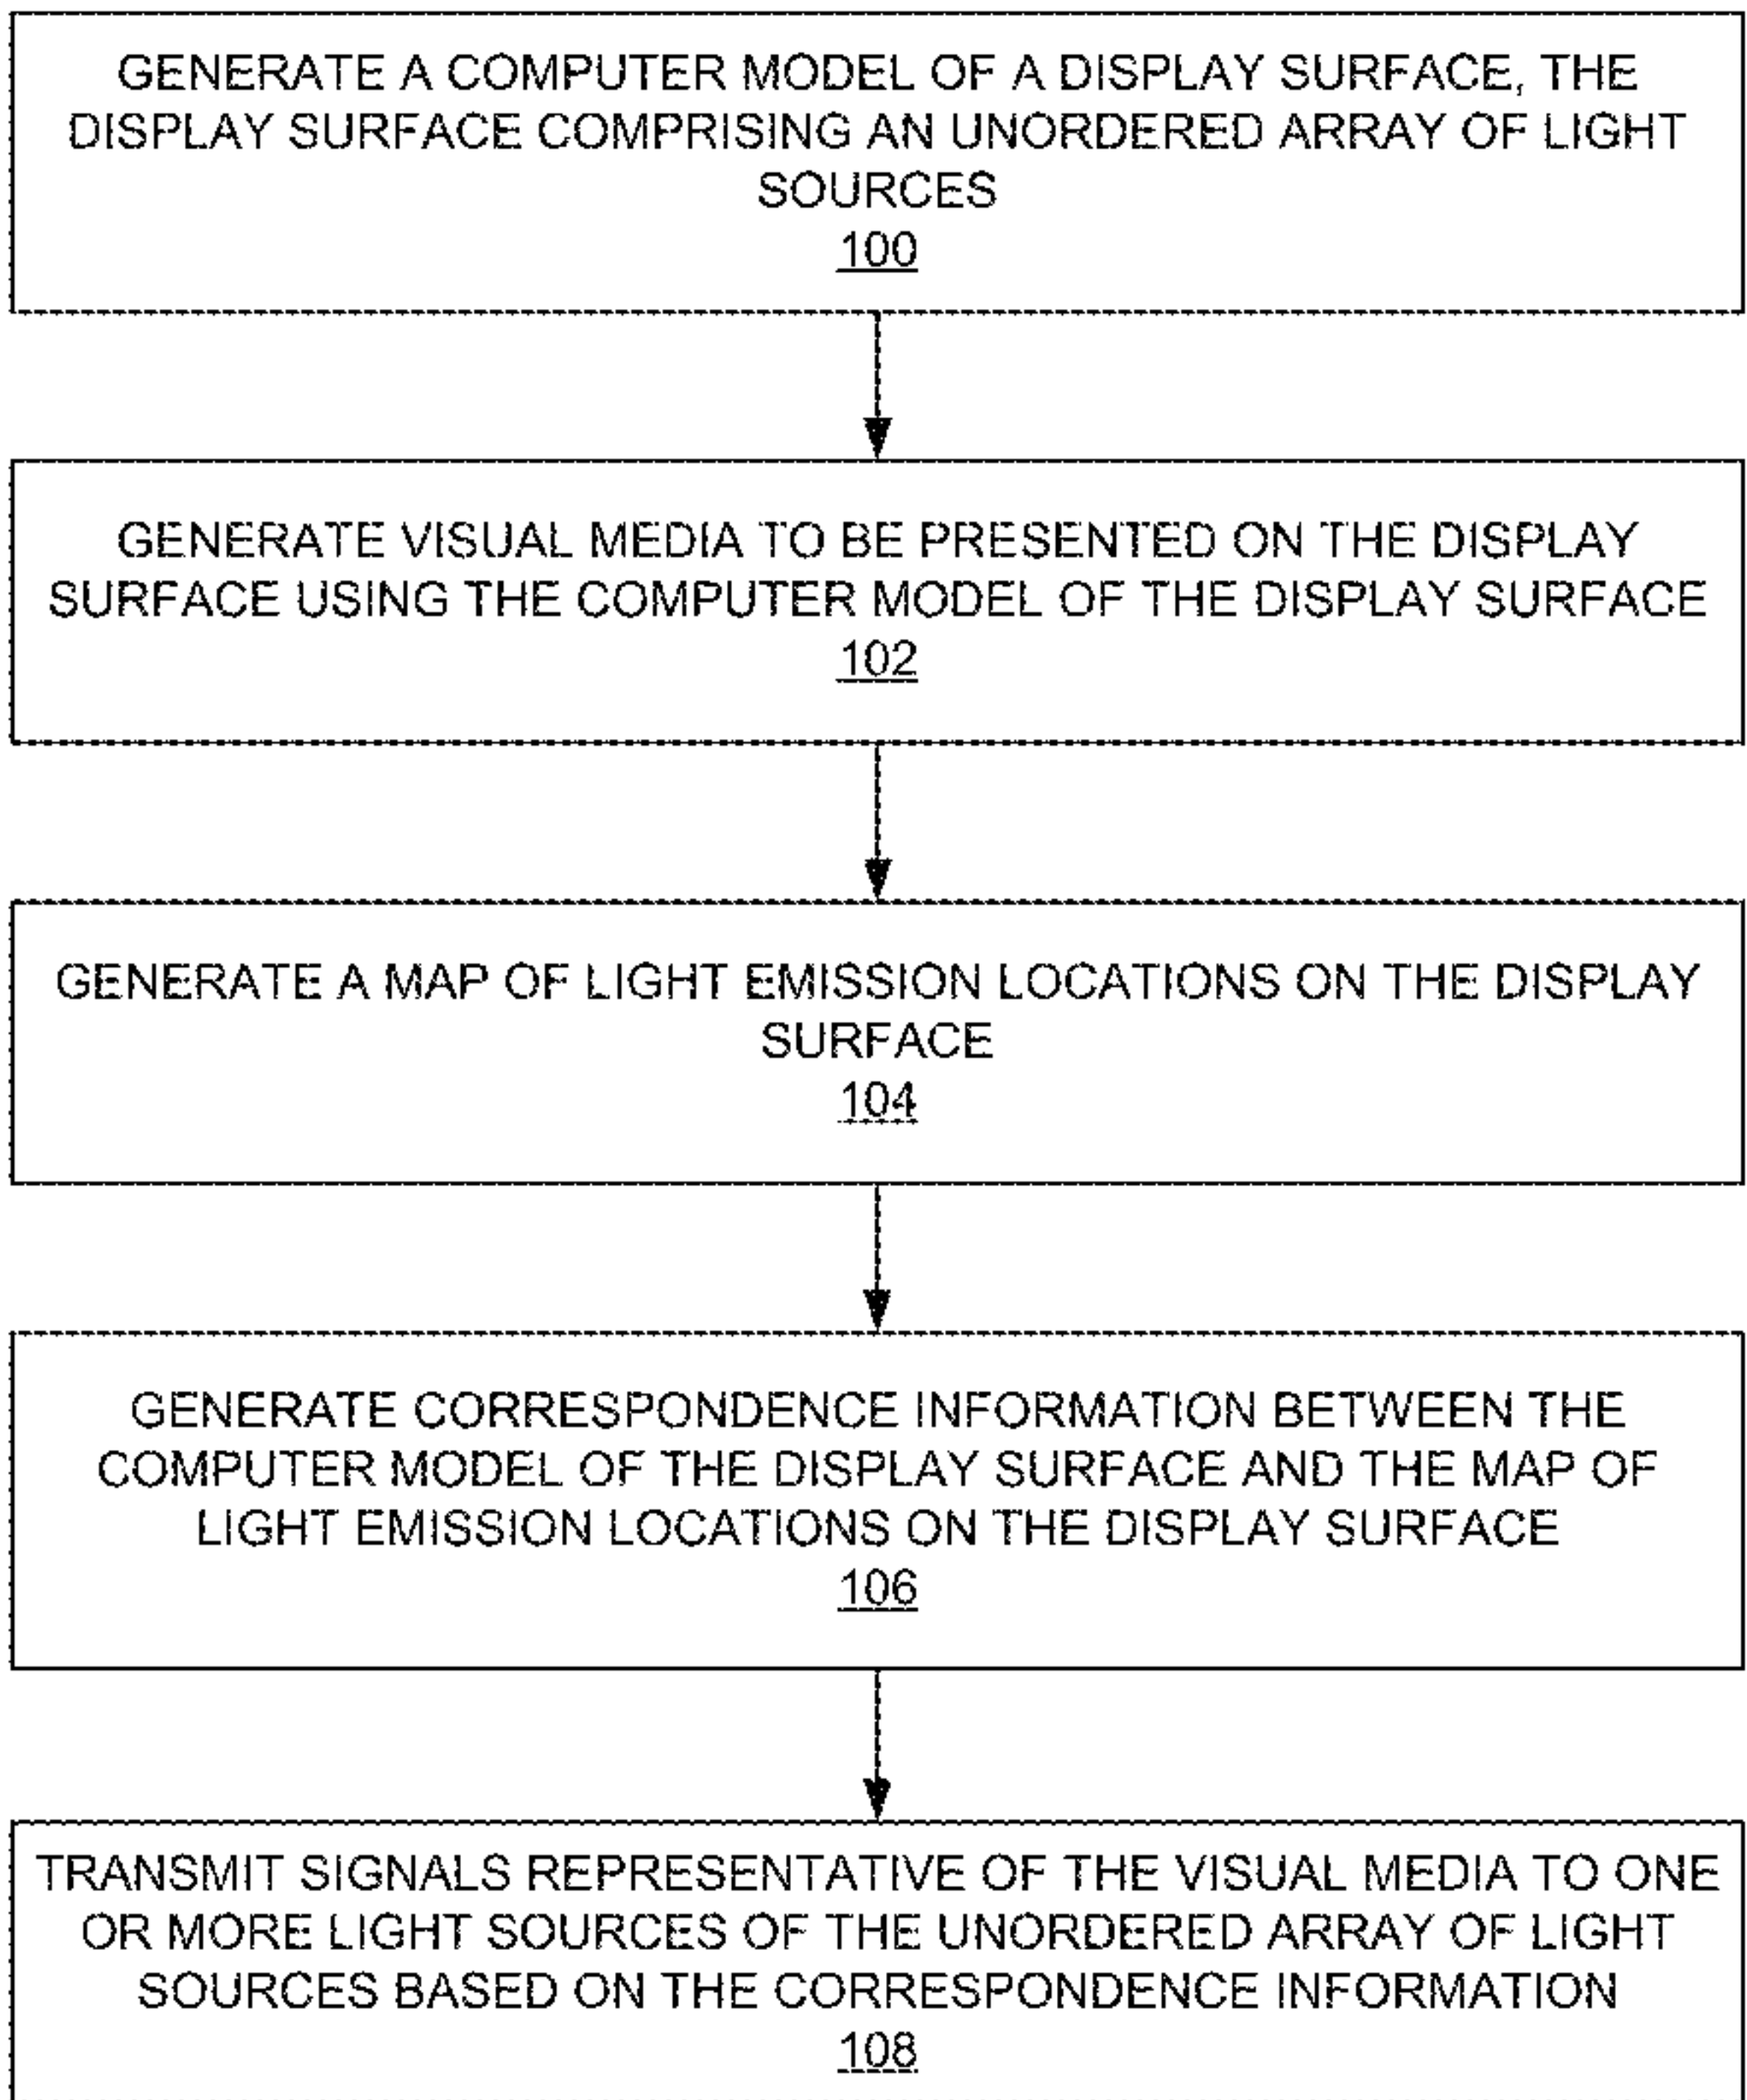 GENERATE A COMPUTER MODEL OF A DISPLAY SURFACE, THE
DISPLAY SURFACE COMPRISING AN UNORDERED ARRAY OF LIGHT
SOURCES
100
GENERATE VISUAL MEDIA TO BE PRESENTED ON THE DISPLAY
SURFACE USING THE COMPUTER MODEL OF THE DISPLAY SURFACE
102
GENERATE A MAP OF LIGHT EMISSION LOCATIONS ON THE DISPLAY
SURFACE
104
GENERATE CORRESPONDENCE INFORMATION BETWEEN THE
COMPUTER MODEL OF THE DISPLAY SURFACE AND THE MAP OF
LIGHT EMISSION LOCATIONS ON THE DISPLAY SURFACE
106
TRANSMIT SIGNALS REPRESENTATIVE OF THE VISUAL MEDIA TO ONE
OR MORE LIGHT SOURCES OF THE UNORDERED ARRAY OF LIGHT
SOURCES BASED ON THE CORRESPONDENCE INFORMATION
108